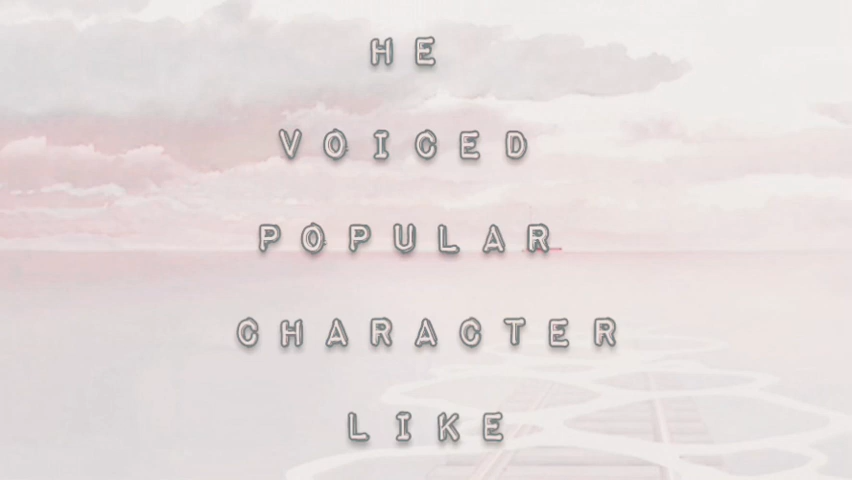 HE
VOICED
POPULAR
CHARACTER
LIKE